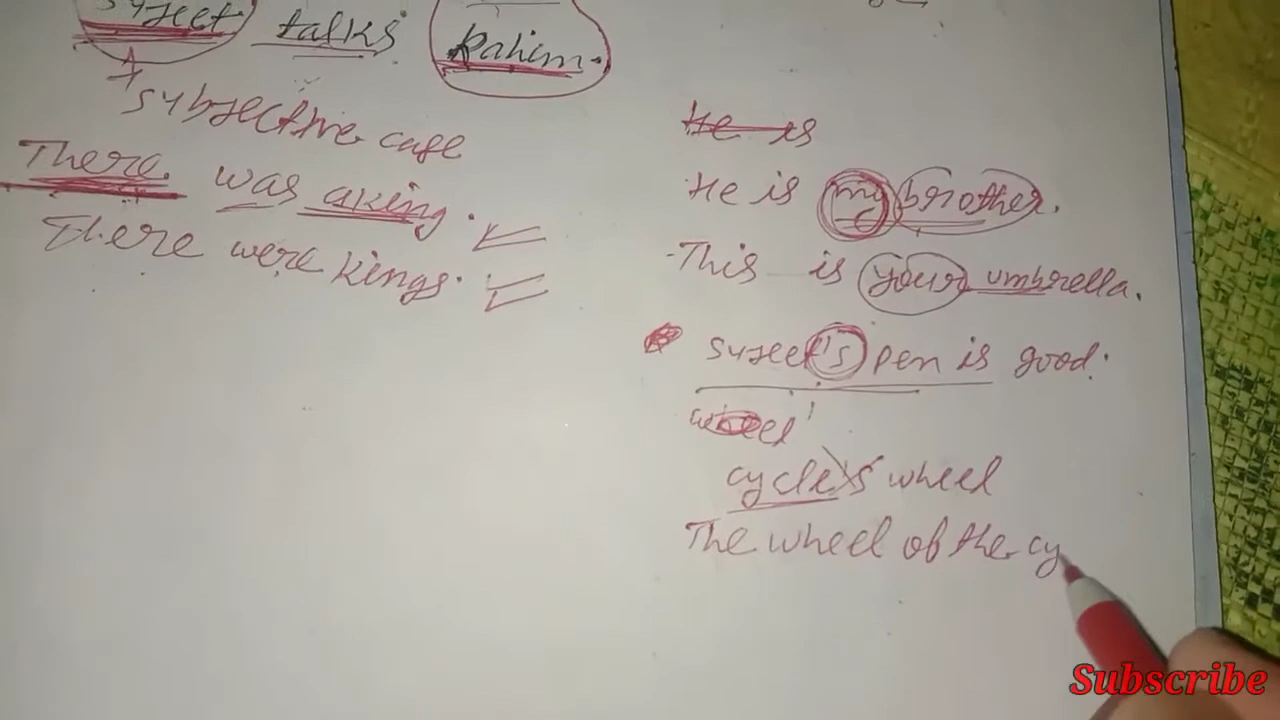 sujeet talks Rahim.
subjective case
There was a king.
There were kings.
He is
He is my brother.
This is your umbrella.
sujeet's pen is good.
wheel
cycle's wheel
The wheel of the cy
Subscribe